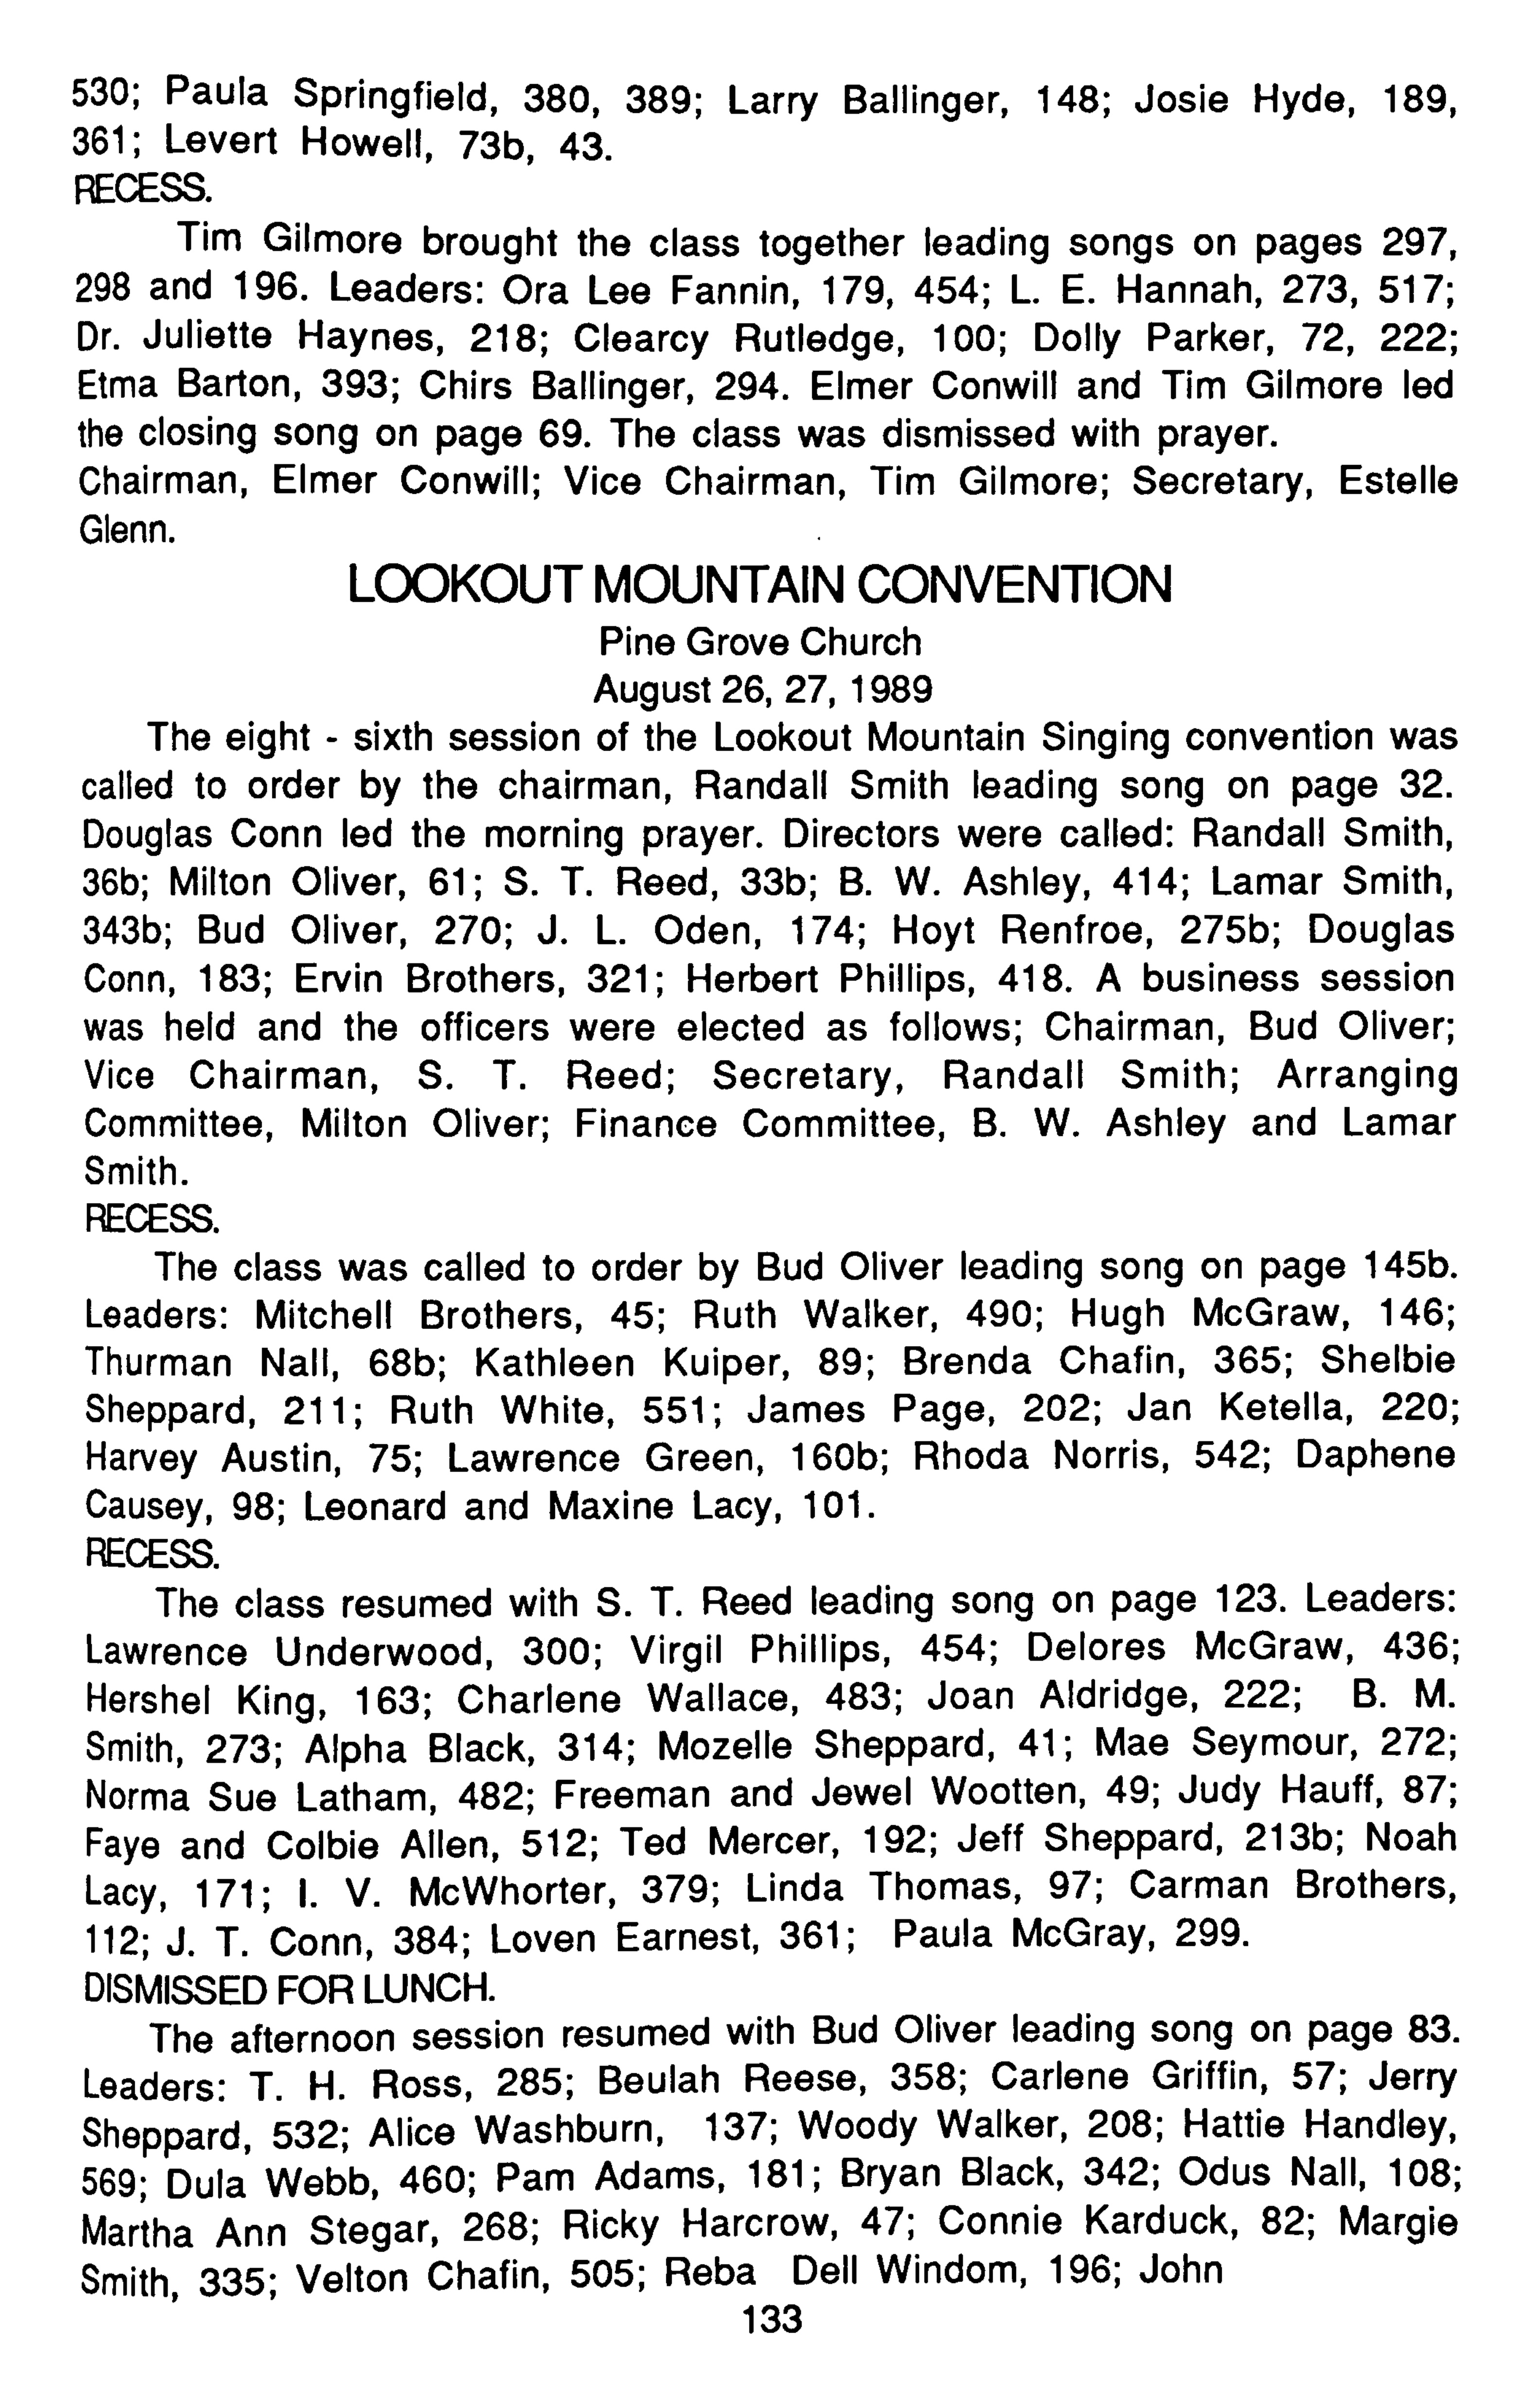 530; Paula Springfield, 380, 389; Larry Ballinger, 148; Josie Hyde, 189,
361; Levert Howell, 73b, 43.
RECESS.
Tim Gilmore brought the class together leading songs on pages 297,
298 and 196. Leaders: Ora Lee Fannin, 179, 454; L. E. Hannah, 273, 517;
Dr. Juliette Haynes, 218; Clearcy Rutledge, 100; Dolly Parker, 72, 222;
Etma Barton, 393; Chirs Ballinger, 294. Elmer Conwill and Tim Gilmore led
the closing song on page 69. The class was dismissed with prayer.
Chairman, Elmer Conwill; Vice Chairman, Tim Gilmore; Secretary, Estelle
Glenn.
LOOKOUT MOUNTAIN CONVENTION
Pine Grove Church
August 26, 27, 1989
The eight - sixth session of the Lookout Mountain Singing convention was
called to order by the chairman, Randall Smith leading song on page 32.
Douglas Conn led the morning prayer. Directors were called: Randall Smith,
36b; Milton Oliver, 61; S. T. Reed, 33b; B. W. Ashley, 414; Lamar Smith,
343b; Bud Oliver, 270; J. L. Oden, 174; Hoyt Renfroe, 275b; Douglas
Conn, 183; Ervin Brothers, 321; Herbert Phillips, 418. A business session
was held and the officers were elected as follows; Chairman, Bud Oliver;
Vice Chairman, S. T. Reed; Secretary, Randall Smith; Arranging
Committee, Milton Oliver; Finance Committee, B. W. Ashley and Lamar
Smith.
RECESS.
The class was called to order by Bud Oliver leading song on page 145b.
Leaders: Mitchell Brothers, 45; Ruth Walker, 490; Hugh McGraw, 146;
Thurman Nall, 68b; Kathleen Kuiper, 89; Brenda Chafin, 365; Shelbie
Sheppard, 211; Ruth White, 551; James Page, 202; Jan Ketella, 220;
Harvey Austin, 75; Lawrence Green, 160b; Rhoda Norris, 542; Daphene
Causey, 98; Leonard and Maxine Lacy, 101.
RECESS.
The class resumed with S. T. Reed leading song on page 123. Leaders:
Lawrence Underwood, 300; Virgil Phillips, 454; Delores McGraw, 436;
Hershel King, 163; Charlene Wallace, 483; Joan Aldridge, 222; B. M.
Smith, 273; Alpha Black, 314; Mozelle Sheppard, 41; Mae Seymour, 272;
Norma Sue Latham, 482; Freeman and Jewel Wootten, 49; Judy Hauff, 87;
Faye and Colbie Allen, 512; Ted Mercer, 192; Jeff Sheppard, 213b; Noah
Lacy, 171; I. V. McWhorter, 379; Linda Thomas, 97; Carman Brothers,
112; J. T. Conn, 384; Loven Earnest, 361; Paula McGray, 299.
DISMISSED FOR LUNCH.
The afternoon session resumed with Bud Oliver leading song on page 83.
Leaders: T. H. Ross, 285; Beulah Reese, 358; Carlene Griffin, 57; Jerry
Sheppard, 532; Alice Washburn, 137; Woody Walker, 208; Hattie Handley,
569; Dula Webb, 460; Pam Adams, 181; Bryan Black, 342; Odus Nall, 108;
Martha Ann Stegar, 268; Ricky Harcrow, 47; Connie Karduck, 82; Margie
Smith, 335; Velton Chafin, 505; Reba Dell Windom, 196; John
133